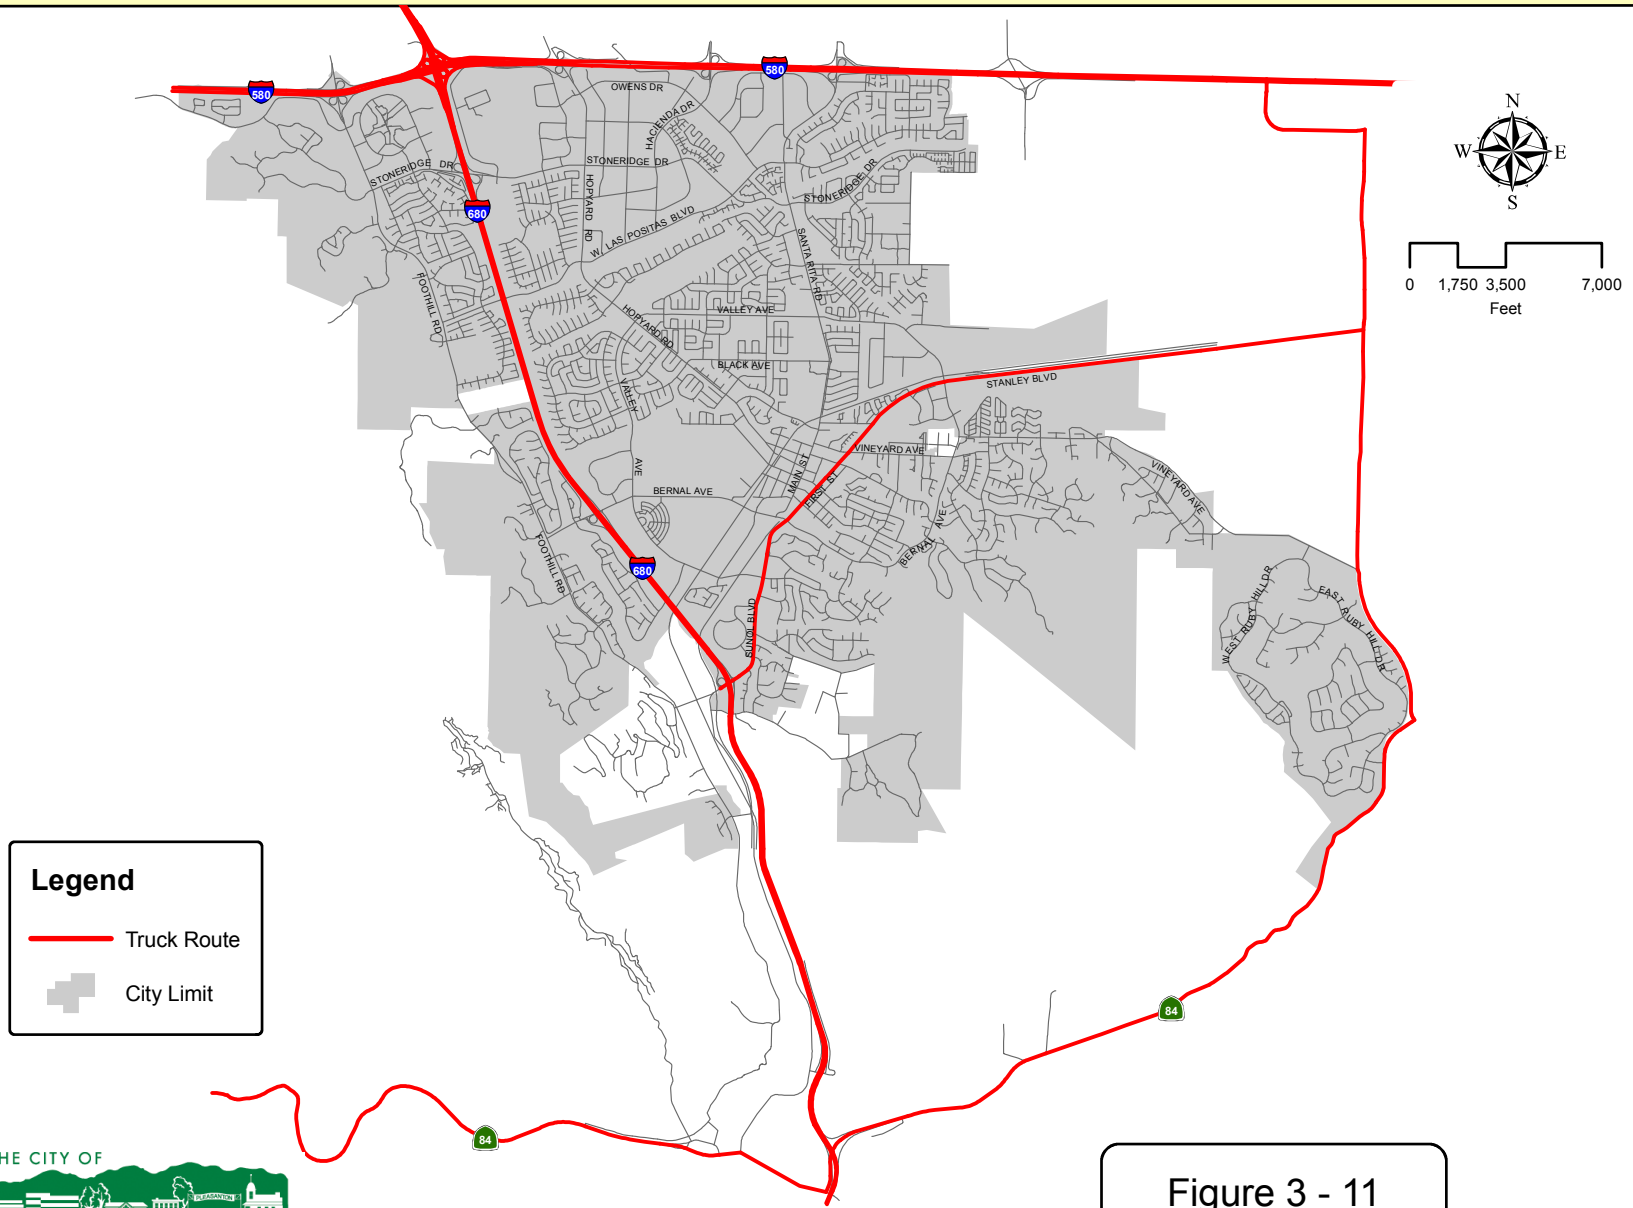 580
580
OWENS DR
HACIENDA DR
STONERIDGE DR
STONERIDGE DR
STONERIDGE DR
HOPYARD RD
680
W. LAS POSITAS BLVD
SANTA RITA RD
FOOTHILL RD
HOPYARD RD
VALLEY AVE
BLACK AVE
VALLEY
AVE
STANLEY BLVD
VINEYARD AVE
VINEYARD AVE
MAIN ST
FIRST ST
BERNAL AVE
BERNAL AVE
FOOTHILL RD
680
SUNOL BLVD
WEST RUBY HILL DR
EAST RUBY HILL DR
84
84
N
W E
S
0 1,750 3,500 7,000
Feet
Legend
Truck Route
City Limit
HE CITY OF
PLEASANTON
Figure 3 - 11